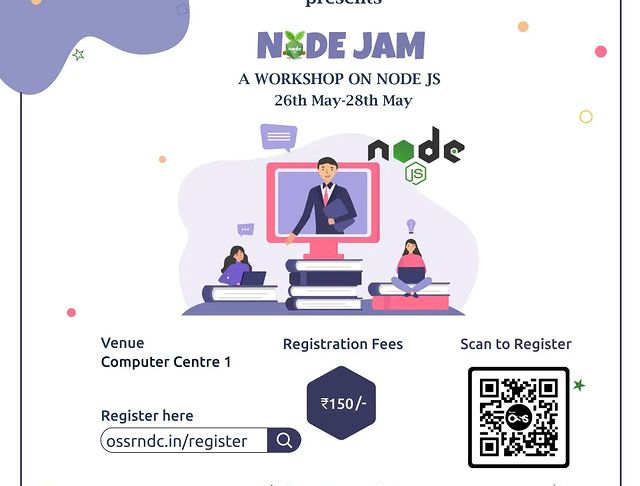 presents
NODE JAM
A WORKSHOP ON NODE JS
26th May-28th May
node
JS
Venue
Computer Centre 1
Registration Fees
₹150/-
Scan to Register
Register here
ossrndc.in/register